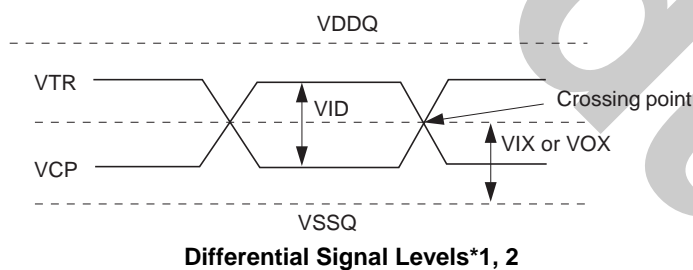 VDDQ
VTR
VID
Crossing point
VIX or VOX
VCP
VSSQ
Differential Signal Levels*1, 2